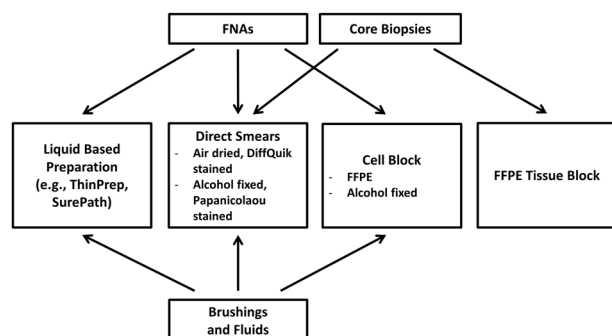 FNAs
Core Biopsies
Liquid Based
Preparation
(e.g., ThinPrep,
SurePath)
Direct Smears
- Air dried, DiffQuik
stained
- Alcohol fixed,
Papanicolaou
stained
Cell Block
- FFPE
- Alcohol fixed
FFPE Tissue Block
Brushings
and Fluids